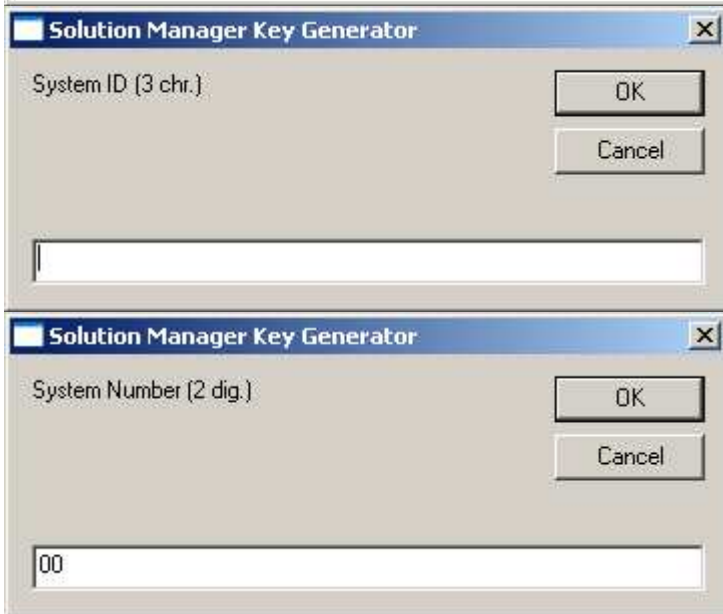 Solution Manager Key Generator
System ID (3 chr.)
OK
Cancel
Solution Manager Key Generator
System Number (2 dig.)
OK
Cancel
00